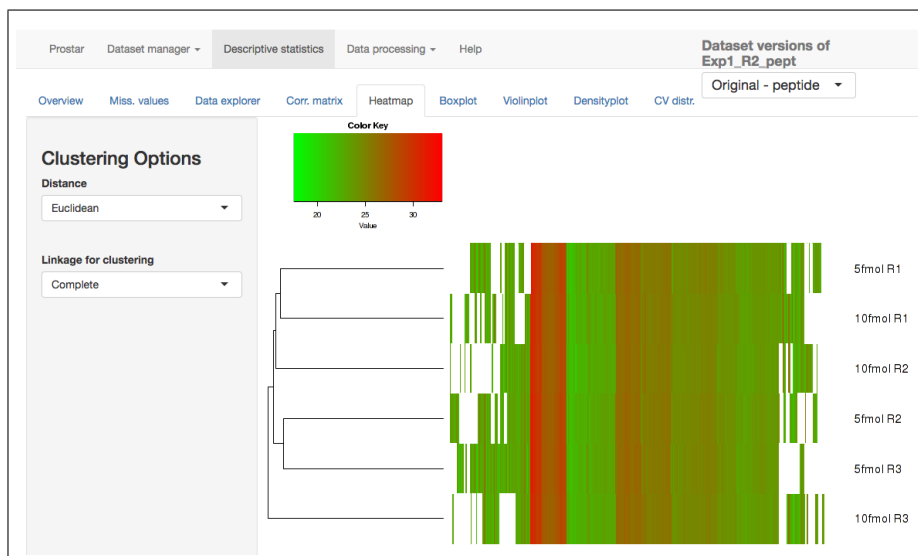 Prostar Dataset manager Descriptive statistics Data processing Help
Dataset versions of
Exp1_R2_pept
Original - peptide
Overview Miss. values Data explorer Corr. matrix Heatmap Boxplot Violinplot Densityplot CV distr.
Clustering Options
Distance
Euclidean
Linkage for clustering
Complete
Color Key
20 25 30
Value
5fmol R1
10fmol R1
10fmol R2
5fmol R2
5fmol R3
10fmol R3